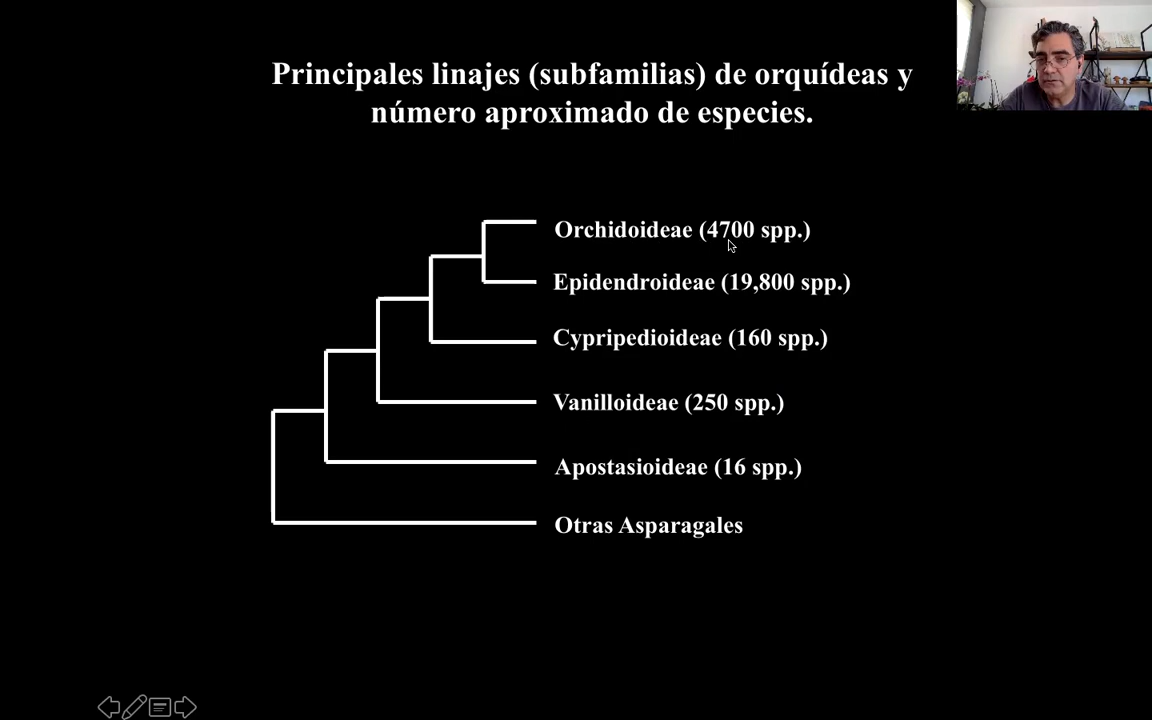 Principales linajes (subfamilias) de orquídeas y
número aproximado de especies.
Orchidoideae (4700 spp.)
Epidendroideae (19,800 spp.)
Cypripedioideae (160 spp.)
Vanilloideae (250 spp.)
Apostasioideae (16 spp.)
Otras Asparagales